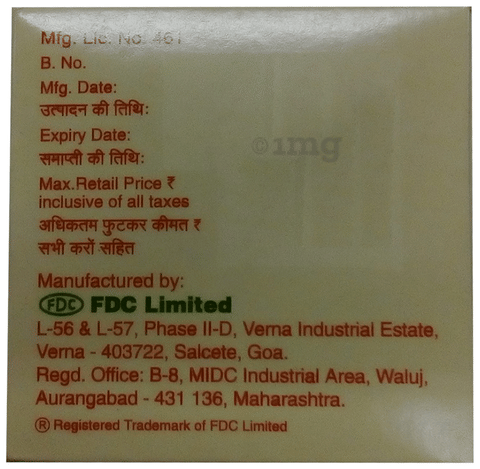 Mfg. Lic. No. 461
B. No.
Mfg. Date:
उत्पादन की तिथि:
Expiry Date:
समाप्ती की तिथि:
Max.Retail Price ₹
inclusive of all taxes
अधिकतम फुटकर कीमत ₹
सभी करों सहित
©1mg
Manufactured by:
FDC FDC Limited
L-56 & L-57, Phase II-D, Verna Industrial Estate,
Verna - 403722, Salcete, Goa.
Regd. Office: B-8, MIDC Industrial Area, Waluj,
Aurangabad - 431 136, Maharashtra.
® Registered Trademark of FDC Limited